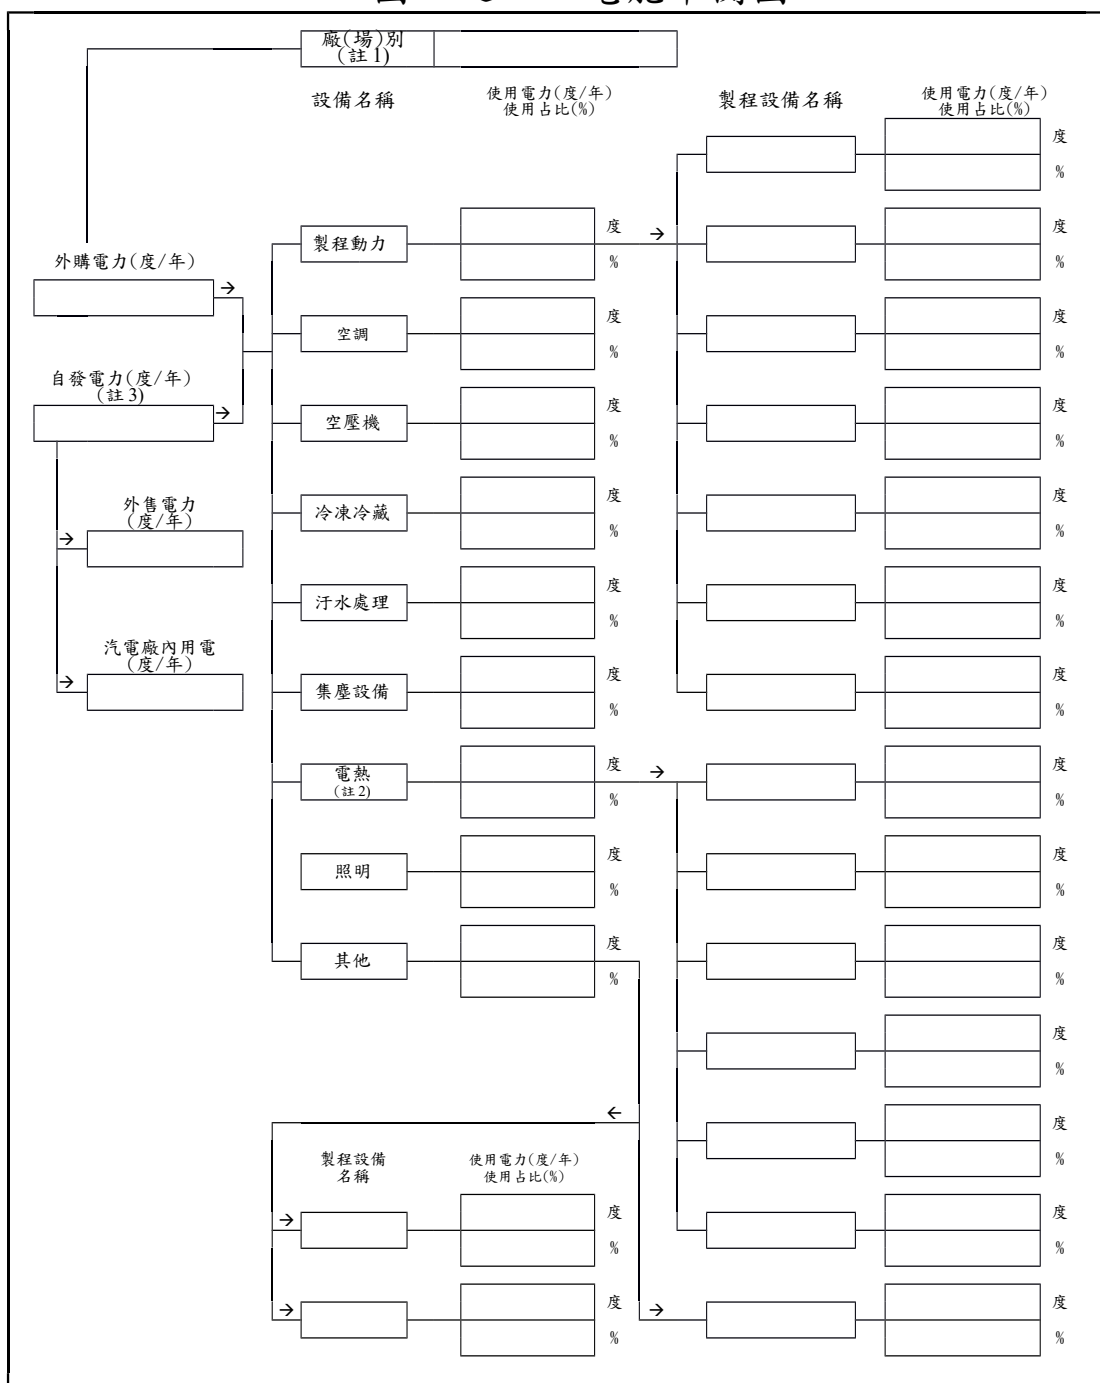 廠(場)別
(註1)
設備名稱
使用電力(度/年)
使用占比(%)
製程設備名稱
使用電力(度/年)
使用占比(%)
度
%
製程動力
度
%
→
度
%
外購電力(度/年)
→
空調
度
%
度
%
自發電力(度/年)
(註3)
→
空壓機
度
%
度
%
外售電力
(度/年)
→
冷凍冷藏
度
%
度
%
汙水處理
度
%
度
%
汽電廠內用電
(度/年)
→
集塵設備
度
%
度
%
電熱
(註2)
度
%
→
度
%
照明
度
%
度
%
其他
度
%
度
%
度
%
←
度
%
製程設備
名稱
使用電力(度/年)
使用占比(%)
→
度
%
度
%
→
度
%
→
度
%